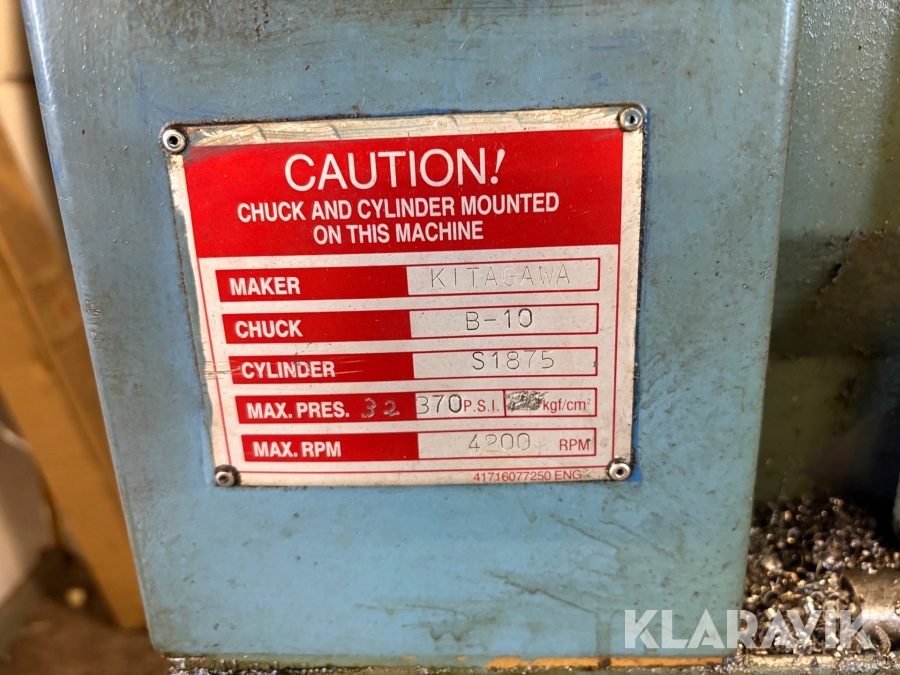 CAUTION!
CHUCK AND CYLINDER MOUNTED
ON THIS MACHINE
MAKER KITAGAWA
CHUCK B-10
CYLINDER S1875
MAX. PRES. 32 370 P.S.I. kgf/cm²
MAX. RPM 4200 RPM
41716077250 ENG
KLARAVIK